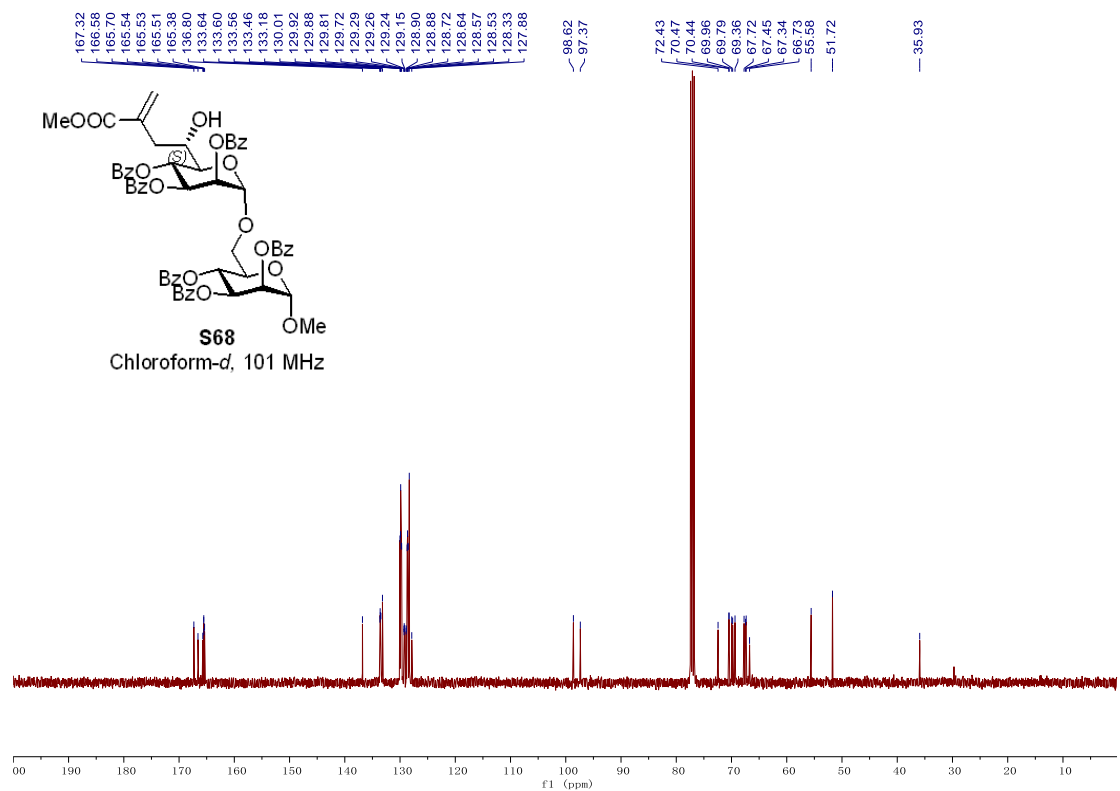 167.32
166.58
165.70
165.54
165.53
165.51
165.38
136.80
133.64
133.60
133.56
133.46
133.18
130.01
129.92
129.88
129.81
129.72
129.29
129.26
129.24
129.15
128.90
128.88
128.72
128.64
128.57
128.53
128.33
127.88
98.62
97.37
72.43
70.47
70.44
69.96
69.79
69.36
67.72
67.45
67.34
66.73
55.58
51.72
35.93
MeOOC
OH
OBz
(S)
O
BzO
BzO
O
OBz
O
BzO
BzO
OMe
S68
Chloroform-d, 101 MHz
00 190 180 170 160 150 140 130 120 110 100 90 80 70 60 50 40 30 20 10
f1 (ppm)